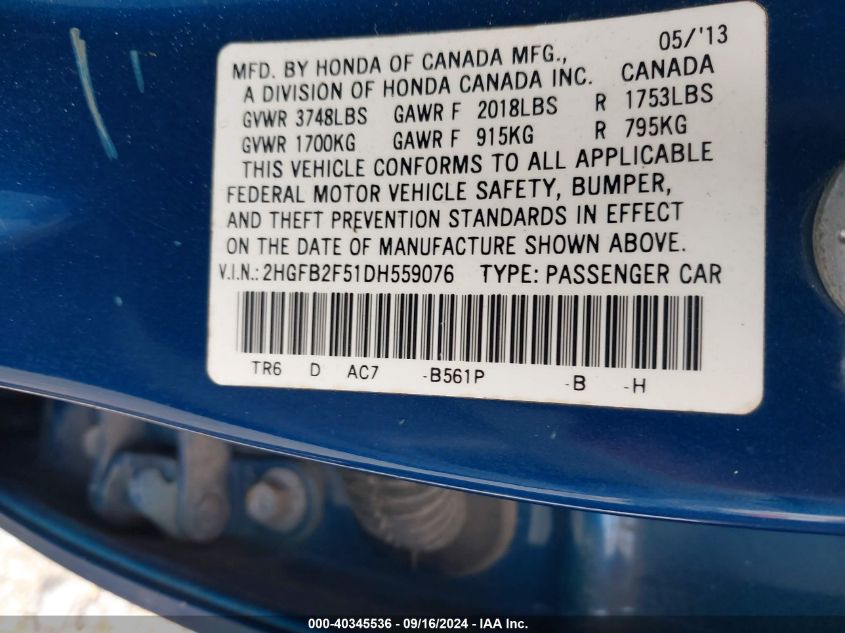 MFD. BY HONDA OF CANADA MFG., 05/'13
A DIVISION OF HONDA CANADA INC. CANADA
GVWR 3748LBS GAWR F 2018LBS R 1753LBS
GVWR 1700KG GAWR F 915KG R 795KG
THIS VEHICLE CONFORMS TO ALL APPLICABLE
FEDERAL MOTOR VEHICLE SAFETY, BUMPER,
AND THEFT PREVENTION STANDARDS IN EFFECT
ON THE DATE OF MANUFACTURE SHOWN ABOVE.
V.I.N.: 2HGFB2F51DH559076 TYPE: PASSENGER CAR
TR6 D AC7 -B561P -B -H
000-40345536 - 09/16/2024 - IAA Inc.